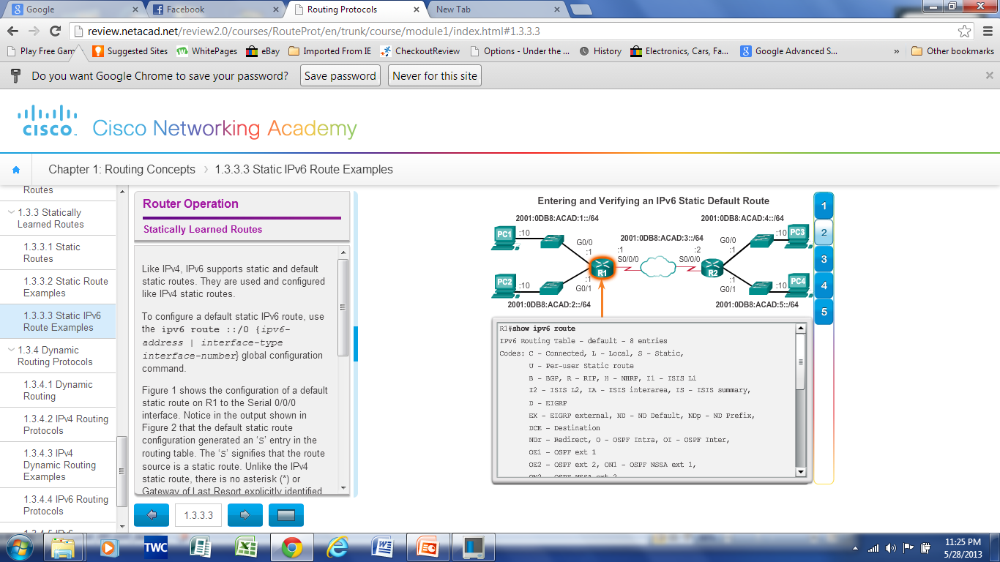 Google
Facebook
Routing Protocols
New Tab
review.netacad.net/review2.0/courses/RouteProt/en/trunk/course/module1/index.html#1.3.3.3
Play Free Gam
Suggested Sites
WhitePages
eBay
Imported From IE
CheckoutReview
Options - Under the ...
History
Electronics, Cars, Fa...
Google Advanced S...
»
Other bookmarks
Do you want Google Chrome to save your password?
Save password
Never for this site
CISCO.
Cisco Networking Academy
Chapter 1: Routing Concepts > 1.3.3.3 Static IPv6 Route Examples
Routes
1.3.3 Statically
Learned Routes
1.3.3.1 Static
Routes
1.3.3.2 Static Route
Examples
1.3.3.3 Static IPv6
Route Examples
1.3.4 Dynamic
Routing Protocols
1.3.4.1 Dynamic
Routing
1.3.4.2 IPv4 Routing
Protocols
1.3.4.3 IPv4
Dynamic Routing
Examples
1.3.4.4 IPv6 Routing
Protocols
1.3.4.5 IPv6
Router Operation
Statically Learned Routes
Like IPv4, IPv6 supports static and default
static routes. They are used and configured
like IPv4 static routes.
To configure a default static IPv6 route, use
the ipv6 route ::/0 {ipv6-
address | interface-type
interface-number} global configuration
command.
Figure 1 shows the configuration of a default
static route on R1 to the Serial 0/0/0
interface. Notice in the output shown in
Figure 2 that the default static route
configuration generated an ‘S’ entry in the
routing table. The ‘S’ signifies that the route
source is a static route. Unlike the IPv4
static route, there is no asterisk (*) or
Gateway of Last Resort explicitly identified
1.3.3.3
Entering and Verifying an IPv6 Static Default Route
2001:0DB8:ACAD:1::/64
2001:0DB8:ACAD:4::/64
PC1
:10
G0/0
:1
2001:0DB8:ACAD:3::/64
:1
S0/0/0
:2
S0/0/0
G0/0
:1
:10
PC3
R1
R2
PC2
:10
:1
G0/1
:1
G0/1
:10
PC4
2001:0DB8:ACAD:2::/64
2001:0DB8:ACAD:5::/64
R1#show ipv6 route
IPv6 Routing Table - default - 8 entries
Codes: C - Connected, L - Local, S - Static,
U - Per-user Static route
B - BGP, R - RIP, H - NHRP, I1 - ISIS L1
I2 - ISIS L2, IA - ISIS interarea, IS - ISIS summary,
D - EIGRP
EX - EIGRP external, ND - ND Default, NDp - ND Prefix,
DCE - Destination
NDr - Redirect, O - OSPF Intra, OI - OSPF Inter,
OE1 - OSPF ext 1
OE2 - OSPF ext 2, ON1 - OSPF NSSA ext 1,
ON2 - OSPF NSSA ext 2
1
2
3
4
5
TWC
11:25 PM
5/28/2013